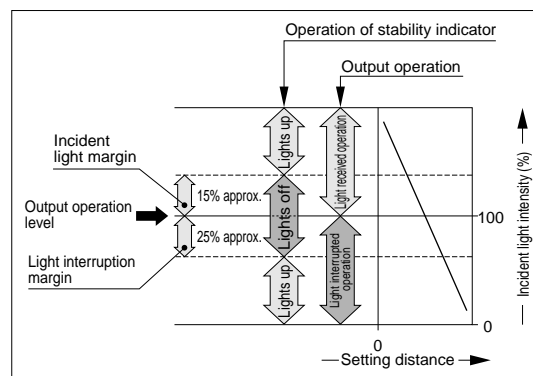 Operation of stability indicator
Output operation
Incident
light margin
Output operation
level
Light interruption
margin
15% approx.
25% approx.
Lights up
Lights off
Lights up
Light received operation
Light interrupted
operation
100
0
Incident light intensity (%)
0
Setting distance